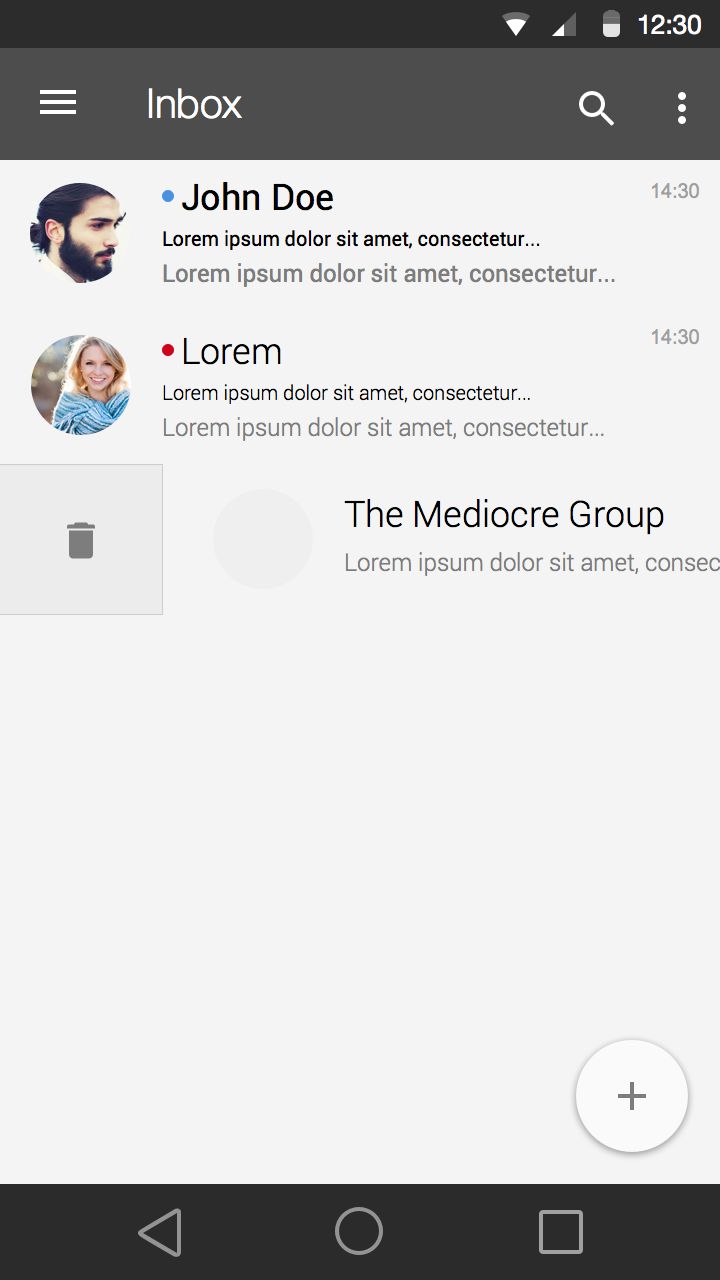 12:30
Inbox
John Doe
14:30
Lorem ipsum dolor sit amet, consectetur...
Lorem ipsum dolor sit amet, consectetur...
Lorem
14:30
Lorem ipsum dolor sit amet, consectetur...
Lorem ipsum dolor sit amet, consectetur...
The Mediocre Group
Lorem ipsum dolor sit amet, consec